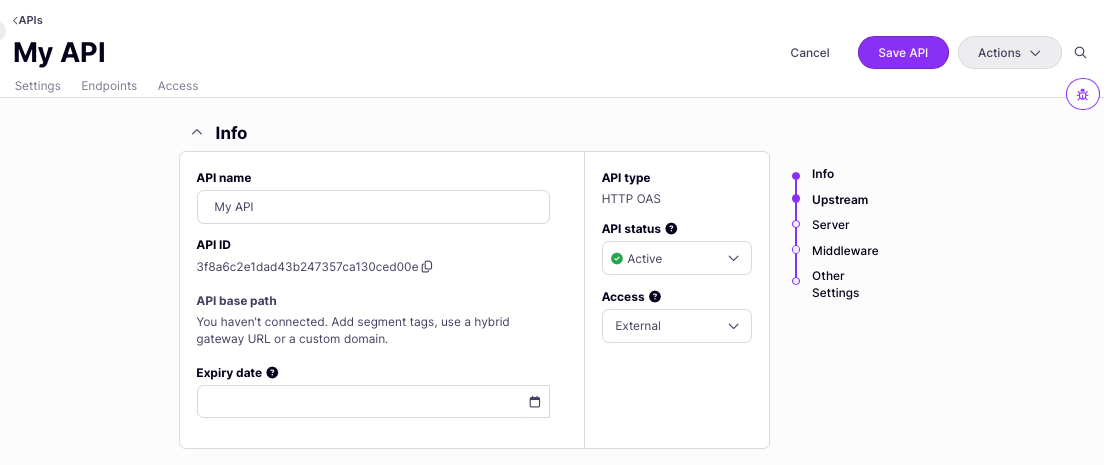 APIs
My API
Cancel
Save API
Actions
Settings
Endpoints
Access
Info
API name
My API
API ID
3f8a6c2e1dad43b247357ca130ced00e
API base path
You haven't connected. Add segment tags, use a hybrid
gateway URL or a custom domain.
Expiry date
API type
HTTP OAS
API status
Active
Access
External
Info
Upstream
Server
Middleware
Other
Settings